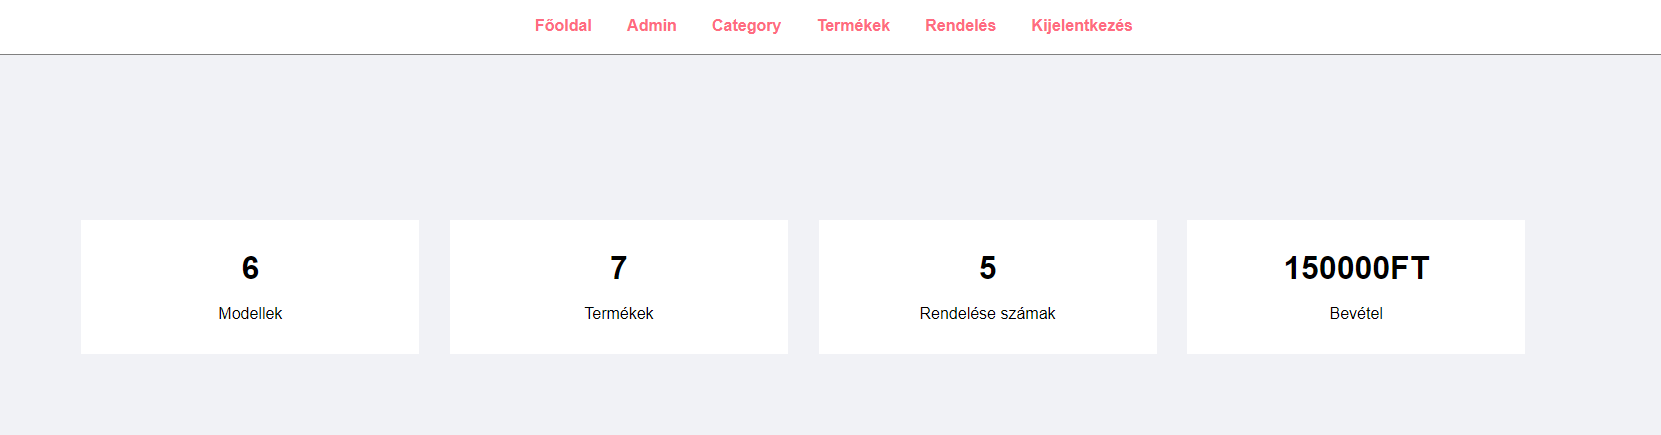 Főoldal Admin Category Termékek Rendelés Kijelentkezés
6 7 5 150000FT
Modellek Termékek Rendelése számak Bevétel